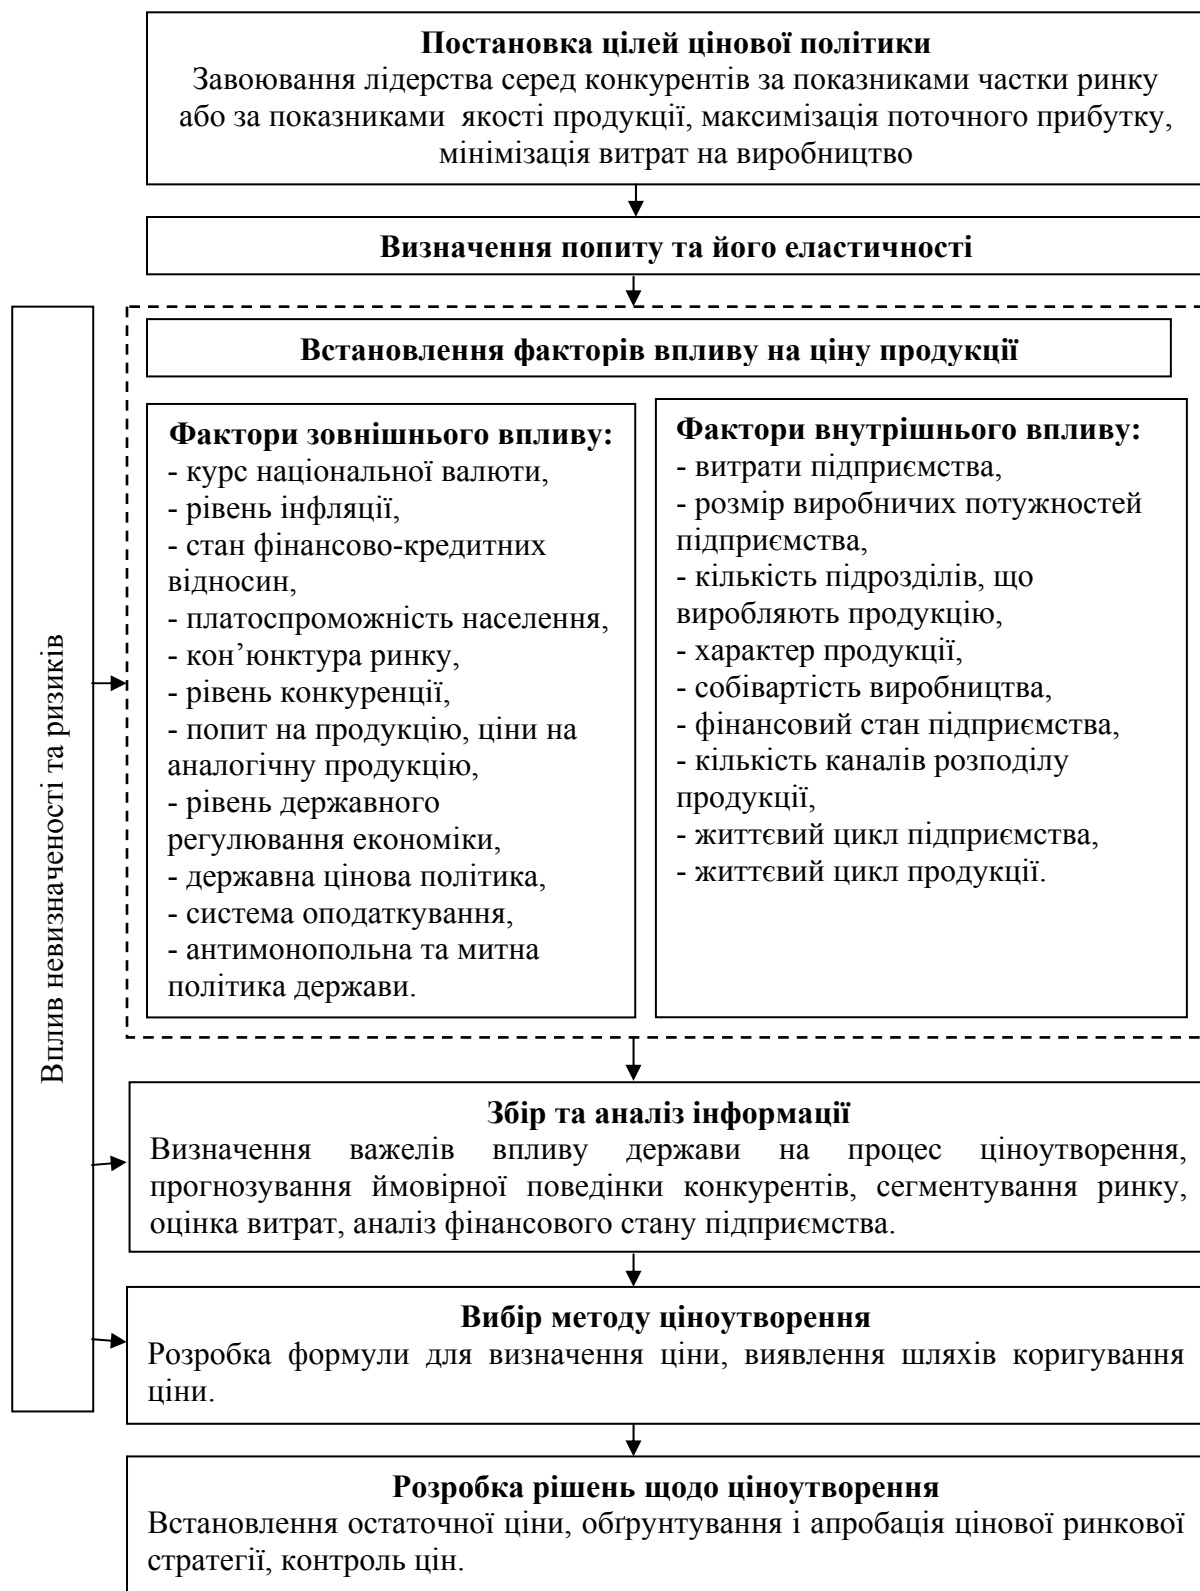 Постановка цілей цінової політики
Завоювання лідерства серед конкурентів за показниками частки ринку
або за показниками якості продукції, максимізація поточного прибутку,
мінімізація витрат на виробництво
Визначення попиту та його еластичності
Вплив невизначеності та ризиків
Встановлення факторів впливу на ціну продукції
Фактори зовнішнього впливу:
- курс національної валюти,
- рівень інфляції,
- стан фінансово-кредитних
відносин,
- платоспроможність населення,
- кон’юнктура ринку,
- рівень конкуренції,
- попит на продукцію, ціни на
аналогічну продукцію,
- рівень державного
регулювання економіки,
- державна цінова політика,
- система оподаткування,
- антимонопольна та митна
політика держави.
Фактори внутрішнього впливу:
- витрати підприємства,
- розмір виробничих потужностей
підприємства,
- кількість підрозділів, що
виробляють продукцію,
- характер продукції,
- собівартість виробництва,
- фінансовий стан підприємства,
- кількість каналів розподілу
продукції,
- життєвий цикл підприємства,
- життєвий цикл продукції.
Збір та аналіз інформації
Визначення важелів впливу держави на процес ціноутворення,
прогнозування ймовірної поведінки конкурентів, сегментування ринку,
оцінка витрат, аналіз фінансового стану підприємства.
Вибір методу ціноутворення
Розробка формули для визначення ціни, виявлення шляхів коригування
ціни.
Розробка рішень щодо ціноутворення
Встановлення остаточної ціни, обґрунтування і апробація цінової ринкової
стратегії, контроль цін.